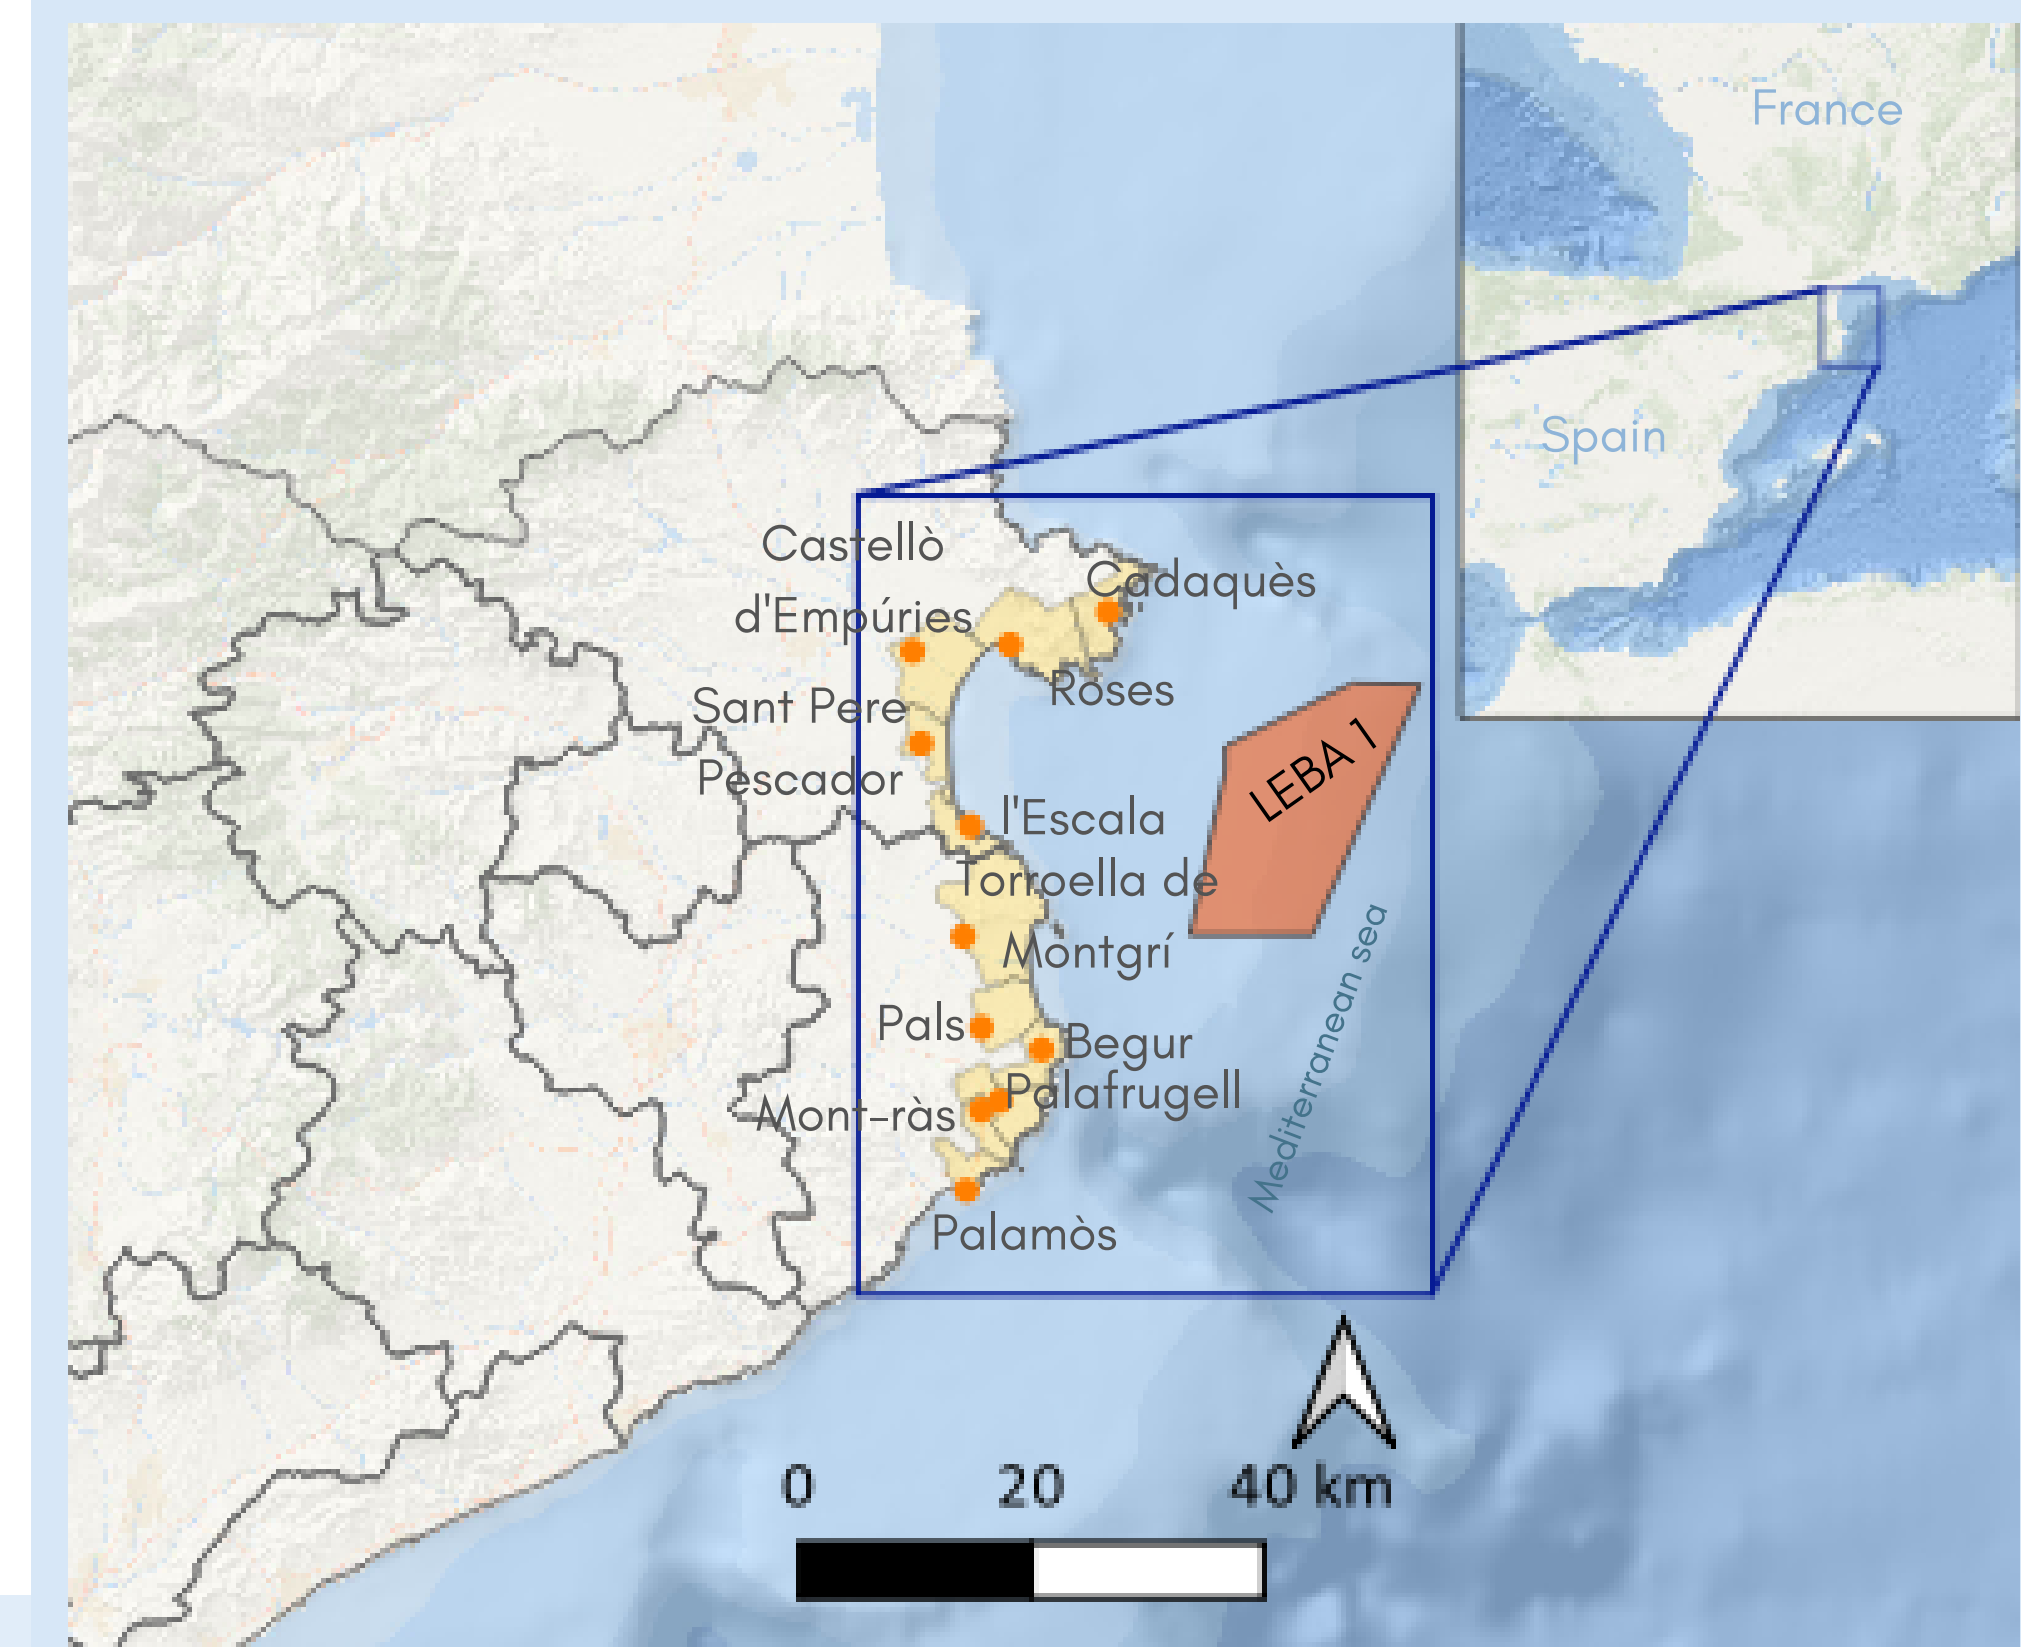 France
Spain
Castellò
d'Empúries
Cadaquès
Roses
Sant Pere
Pescador
LEBA 1
l'Escala
Torroella de
Montgrí
Pals
Begur
Palafrugell
Mont-ràs
Palamòs
Mediterranean sea
0 20 40 km